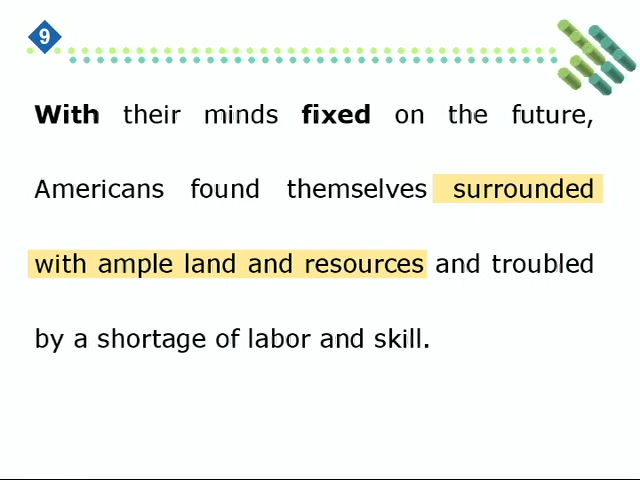 9
With their minds fixed on the future,
Americans found themselves surrounded
with ample land and resources and troubled
by a shortage of labor and skill.